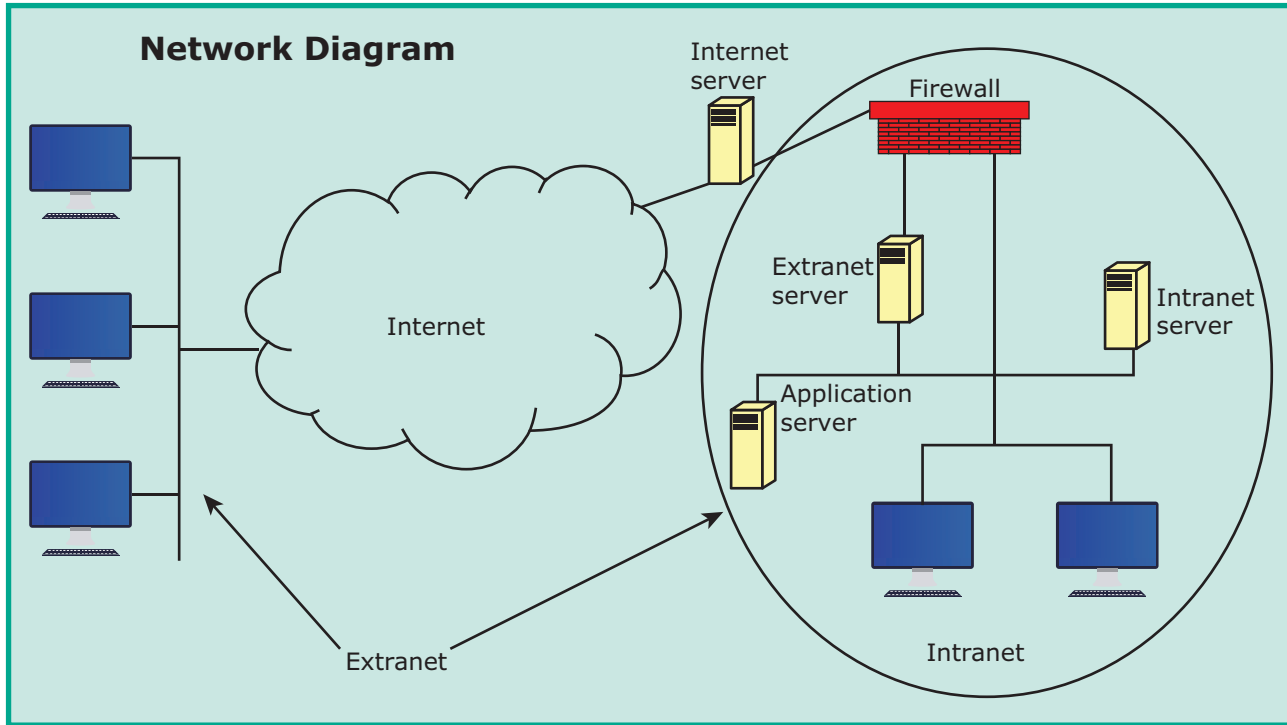 Network Diagram
Internet
server
Firewall
Extranet
server
Intranet
server
Internet
Application
server
Extranet
Intranet